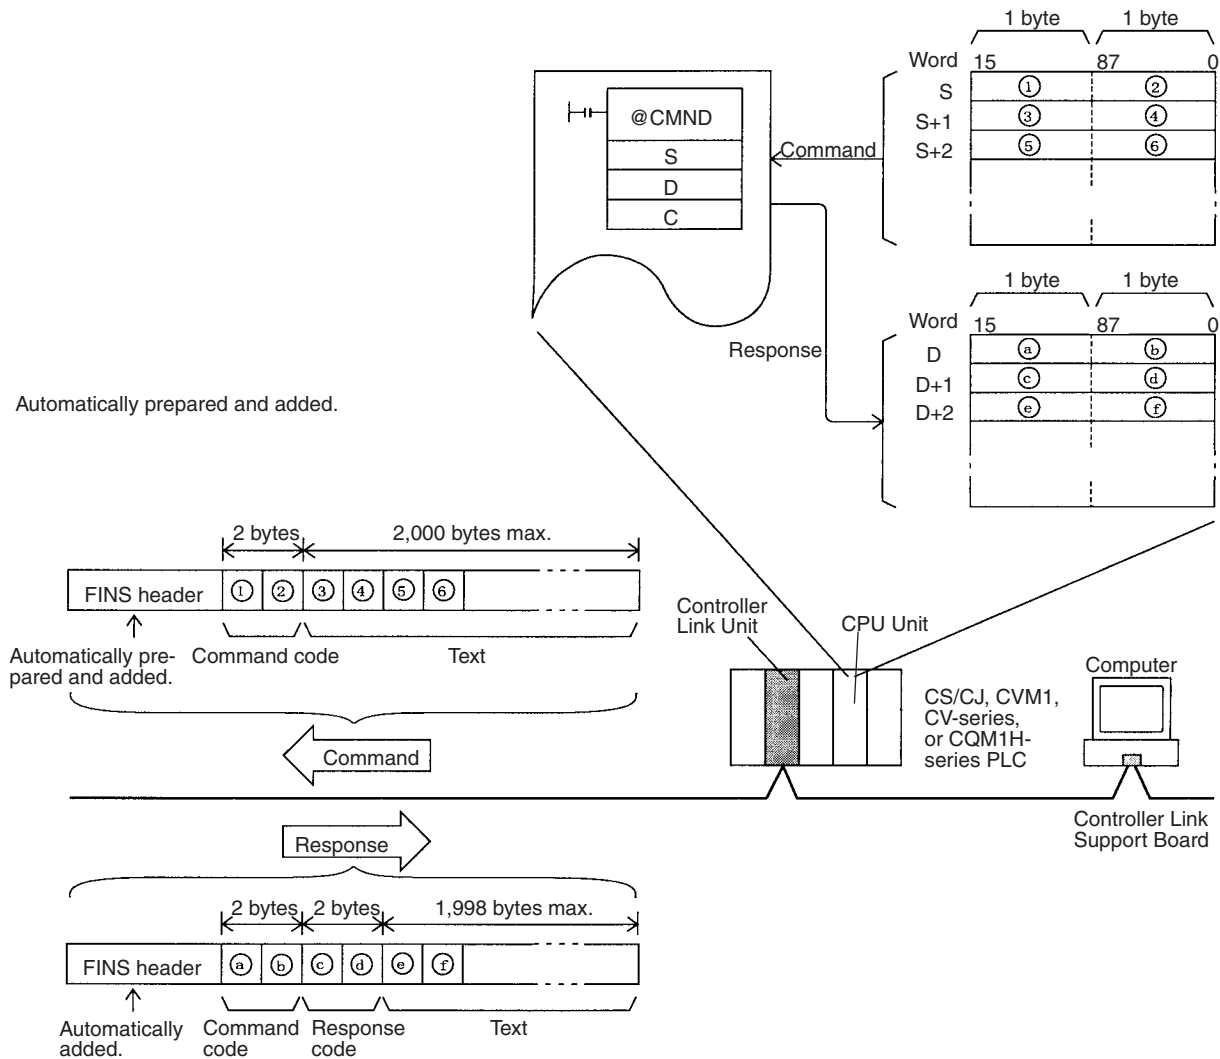 1 byte 1 byte
Word 15 87 0
S ① ②
S+1 ③ ④
S+2 ⑤ ⑥
@CMND
S
D
C
Command
1 byte 1 byte
Word 15 87 0
D ⓐ ⓑ
D+1 ⓒ ⓓ
D+2 ⓔ ⓕ
Response
Automatically prepared and added.
2 bytes 2,000 bytes max.
FINS header ① ② ③ ④ ⑤ ⑥
Automatically pre-
pared and added.
Command code Text
Command
Controller
Link Unit
CPU Unit
CS/CJ, CVM1,
CV-series,
or CQM1H-
series PLC
Computer
Controller Link
Support Board
Response
2 bytes 2 bytes 1,998 bytes max.
FINS header ⓐ ⓑ ⓒ ⓓ ⓔ ⓕ
Automatically
added.
Command
code
Response
code
Text